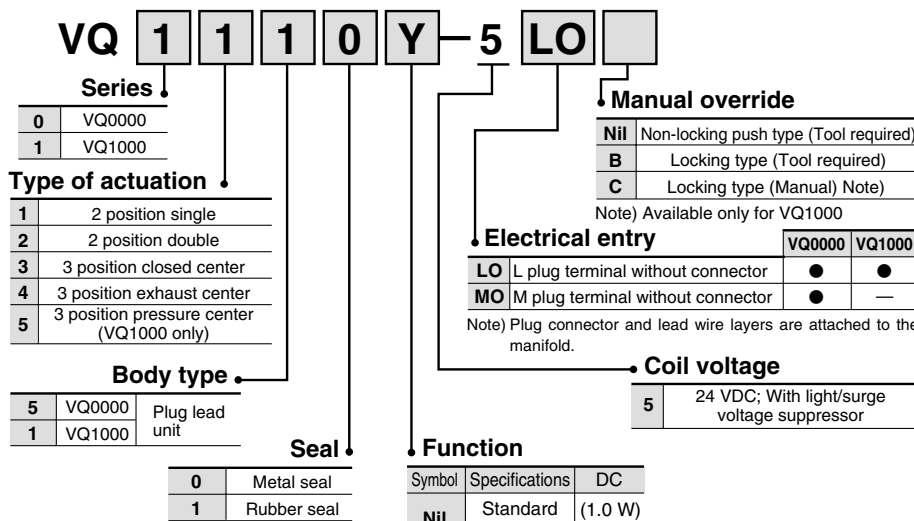 VQ 1 1 1 0 Y - 5 LO
Series
0 VQ0000
1 VQ1000
Type of actuation
1 2 position single
2 2 position double
3 3 position closed center
4 3 position exhaust center
5 3 position pressure center
(VQ1000 only)
Body type
5 VQ0000 Plug lead
1 VQ1000 unit
Seal
0 Metal seal
1 Rubber seal
Function
Symbol Specifications DC
Nil Standard (1.0 W)
Manual override
Nil Non-locking push type (Tool required)
B Locking type (Tool required)
C Locking type (Manual) Note)
Note) Available only for VQ1000
Electrical entry VQ0000 VQ1000
LO L plug terminal without connector ● ●
MO M plug terminal without connector ● —
Note) Plug connector and lead wire layers are attached to the
manifold.
Coil voltage
5 24 VDC; With light/surge
voltage suppressor